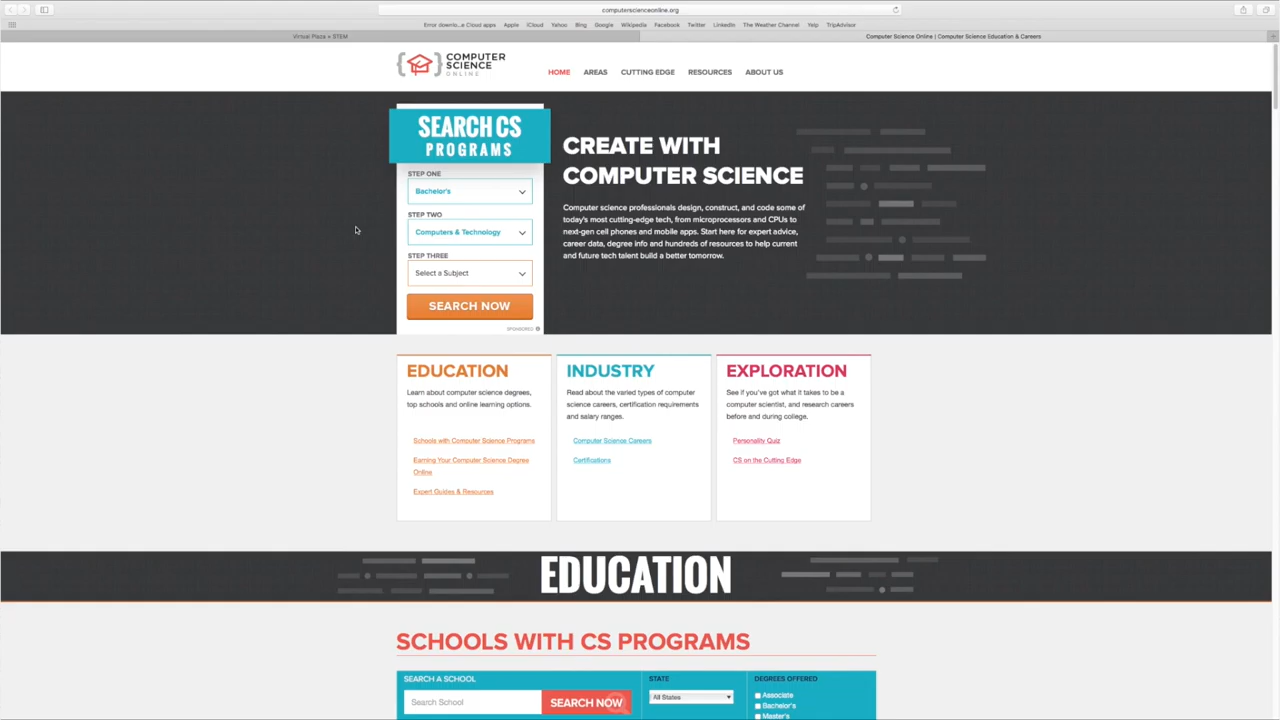 computerscienceonline.org
Error downlo... e Cloud apps Apple iCloud Yahoo Bing Google Wikipedia Facebook Twitter LinkedIn The Weather Channel Yelp TripAdvisor
Virtual Plaza » STEM
Computer Science Online | Computer Science Education & Careers
COMPUTER
SCIENCE
ONLINE
HOME AREAS CUTTING EDGE RESOURCES ABOUT US
SEARCH CS
PROGRAMS
STEP ONE
Bachelor's
STEP TWO
Computers & Technology
STEP THREE
Select a Subject
SEARCH NOW
SPONSORED
CREATE WITH
COMPUTER SCIENCE
Computer science professionals design, construct, and code some of
today's most cutting-edge tech, from microprocessors and CPUs to
next-gen cell phones and mobile apps. Start here for expert advice,
career data, degree info and hundreds of resources to help current
and future tech talent build a better tomorrow.
EDUCATION
Learn about computer science degrees,
top schools and online learning options.
Schools with Computer Science Programs
Earning Your Computer Science Degree
Online
Expert Guides & Resources
INDUSTRY
Read about the varied types of computer
science careers, certification requirements
and salary ranges.
Computer Science Careers
Certifications
EXPLORATION
See if you've got what it takes to be a
computer scientist, and research careers
before and during college.
Personality Quiz
CS on the Cutting Edge
EDUCATION
SCHOOLS WITH CS PROGRAMS
SEARCH A SCHOOL
Search School
SEARCH NOW
STATE
All States
DEGREES OFFERED
Associate
Bachelor's
Master's